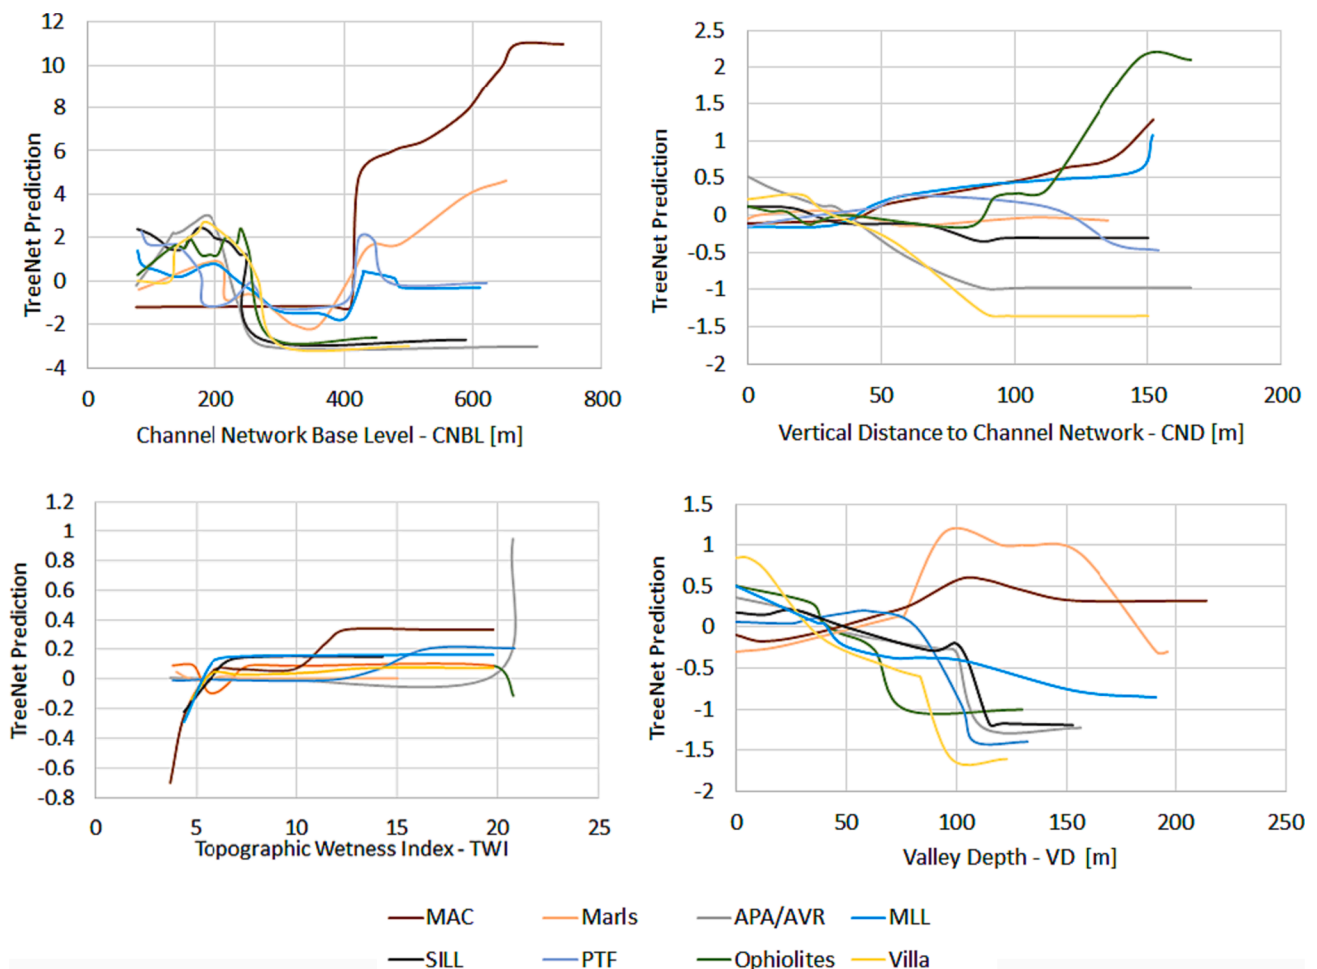 12
10
8
6
4
2
0
-2
-4
TreeNet Prediction
0 200 400 600 800
Channel Network Base Level - CNBL [m]
2.5
2
1.5
1
0.5
0
-0.5
-1
-1.5
-2
TreeNet Prediction
0 50 100 150 200
Vertical Distance to Channel Network - CND [m]
1.2
1
0.8
0.6
0.4
0.2
0
-0.2
-0.4
-0.6
-0.8
TreeNet Prediction
0 5 10 15 20 25
Topographic Wetness Index - TWI
1.5
1
0.5
0
-0.5
-1
-1.5
-2
TreeNet Prediction
0 50 100 150 200 250
Valley Depth - VD [m]
MAC Marls APA/AVR MLL
SILL PTF Ophiolites Villa